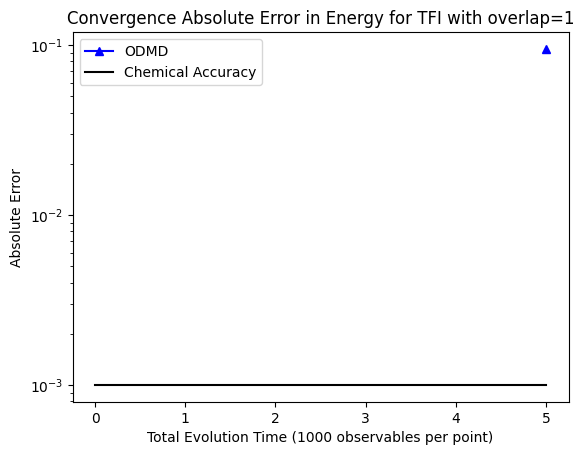 Convergence Absolute Error in Energy for TFI with overlap=1
ODMD
Chemical Accuracy
Absolute Error
10⁻¹
10⁻²
10⁻³
0 1 2 3 4 5
Total Evolution Time (1000 observables per point)